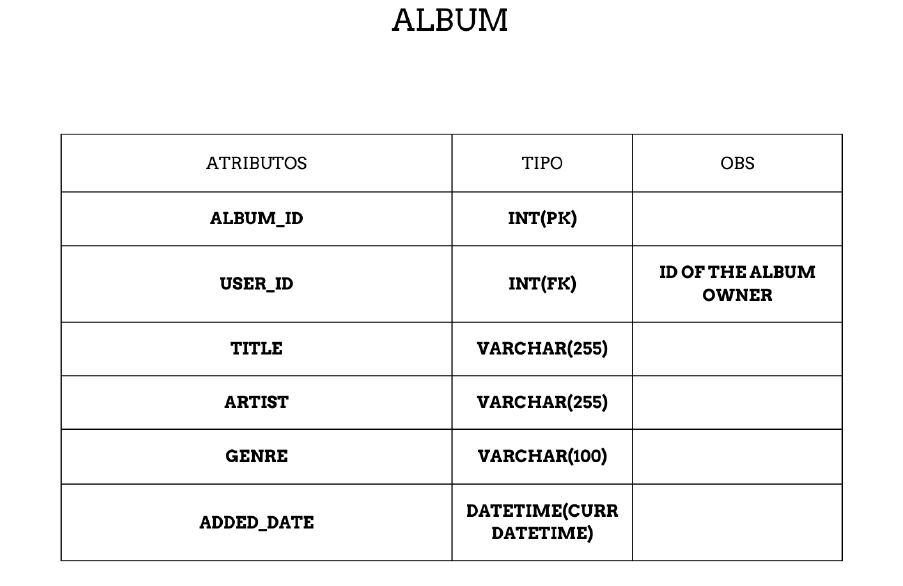 ALBUM
ATRIBUTOS TIPO OBS
ALBUM_ID INT(PK)
USER_ID INT(FK) ID OF THE ALBUM
OWNER
TITLE VARCHAR(255)
ARTIST VARCHAR(255)
GENRE VARCHAR(100)
ADDED_DATE DATETIME(CURR
DATETIME)